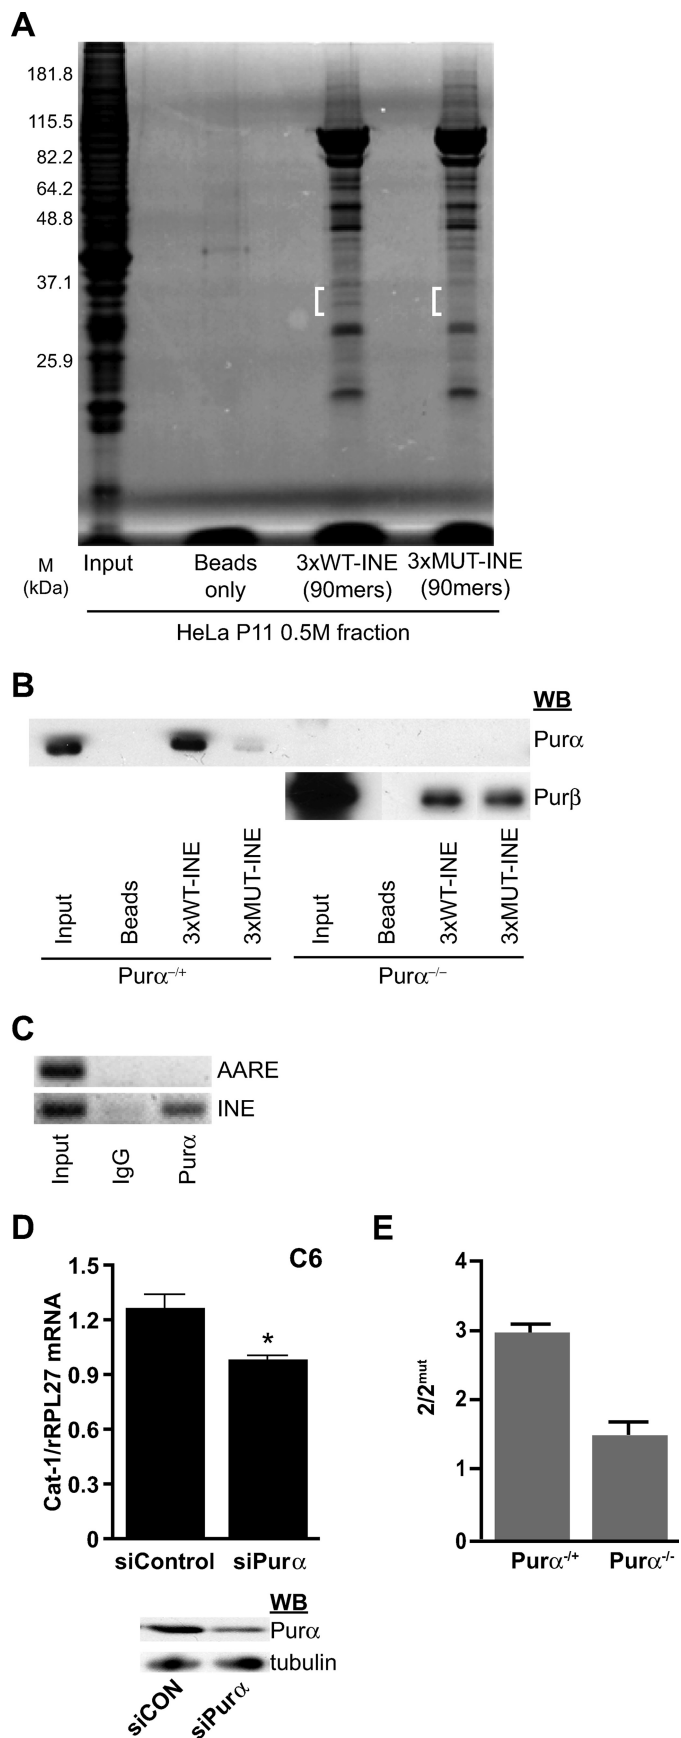 A
181.8
115.5
82.2
64.2
48.8
37.1
25.9
M
(kDa)
Input
Beads
only
3xWT-INE
(90mers)
3xMUT-INE
(90mers)
HeLa P11 0.5M fraction
B
WB
Purα
Purβ
Input
Beads
3xWT-INE
3xMUT-INE
Input
Beads
3xWT-INE
3xMUT-INE
Purα⁻/⁺
Purα⁻/⁻
C
AARE
INE
Input
IgG
Purα
D
C6
Cat-1/rRPL27 mRNA
1.5
1.2
0.9
0.6
0.3
0
*
siControl
siPurα
WB
Purα
tubulin
siCON
siPurα
E
2/2ᵐᵘᵗ
4
3
2
1
0
Purα⁻/⁺
Purα⁻/⁻